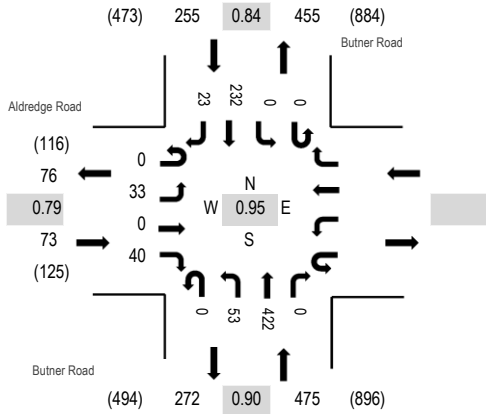 (473) 255 0.84 455 (884)
Butner Road
23 232 0 0
Aldredge Road
(116)
0
76
33
N
0.79
W 0.95 E
0
73
S
40
(125)
0 53 422 0
Butner Road
(494) 272 0.90 475 (896)